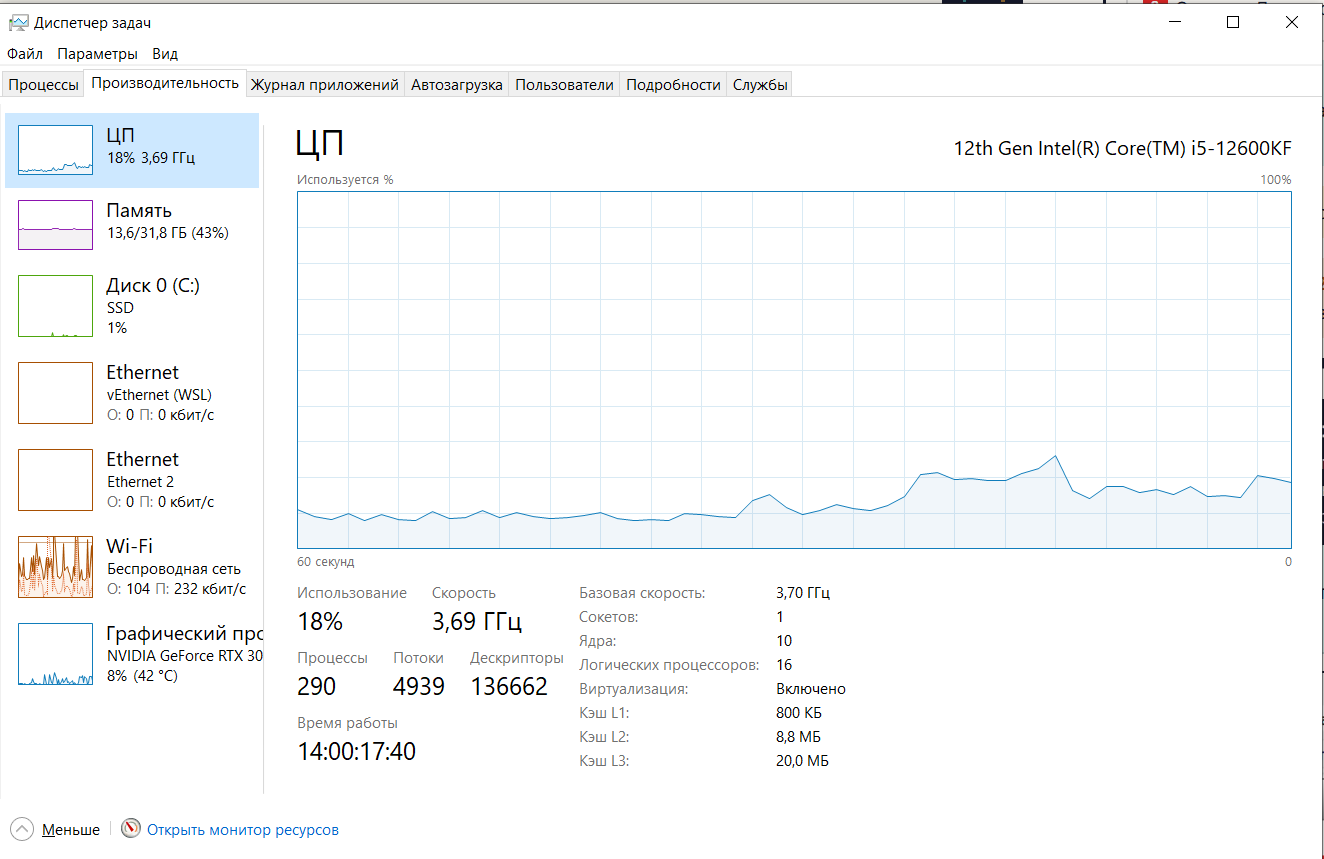 Диспетчер задач
Файл Параметры Вид
Процессы Производительность Журнал приложений Автозагрузка Пользователи Подробности Службы
ЦП
18% 3,69 ГГц
Память
13,6/31,8 ГБ (43%)
Диск 0 (C:)
SSD
1%
Ethernet
vEthernet (WSL)
О: 0 П: 0 кбит/с
Ethernet
Ethernet 2
О: 0 П: 0 кбит/с
Wi-Fi
Беспроводная сеть
О: 104 П: 232 кбит/с
Графический прс
NVIDIA GeForce RTX 30
8% (42 °C)
ЦП
12th Gen Intel(R) Core(TM) i5-12600KF
Используется % 100%
60 секунд 0
Использование Скорость
18% 3,69 ГГц
Процессы Потоки Дескрипторы
290 4939 136662
Время работы
14:00:17:40
Базовая скорость: 3,70 ГГц
Сокетов: 1
Ядра: 10
Логических процессоров: 16
Виртуализация: Включено
Кэш L1: 800 КБ
Кэш L2: 8,8 МБ
Кэш L3: 20,0 МБ
Меньше Открыть монитор ресурсов